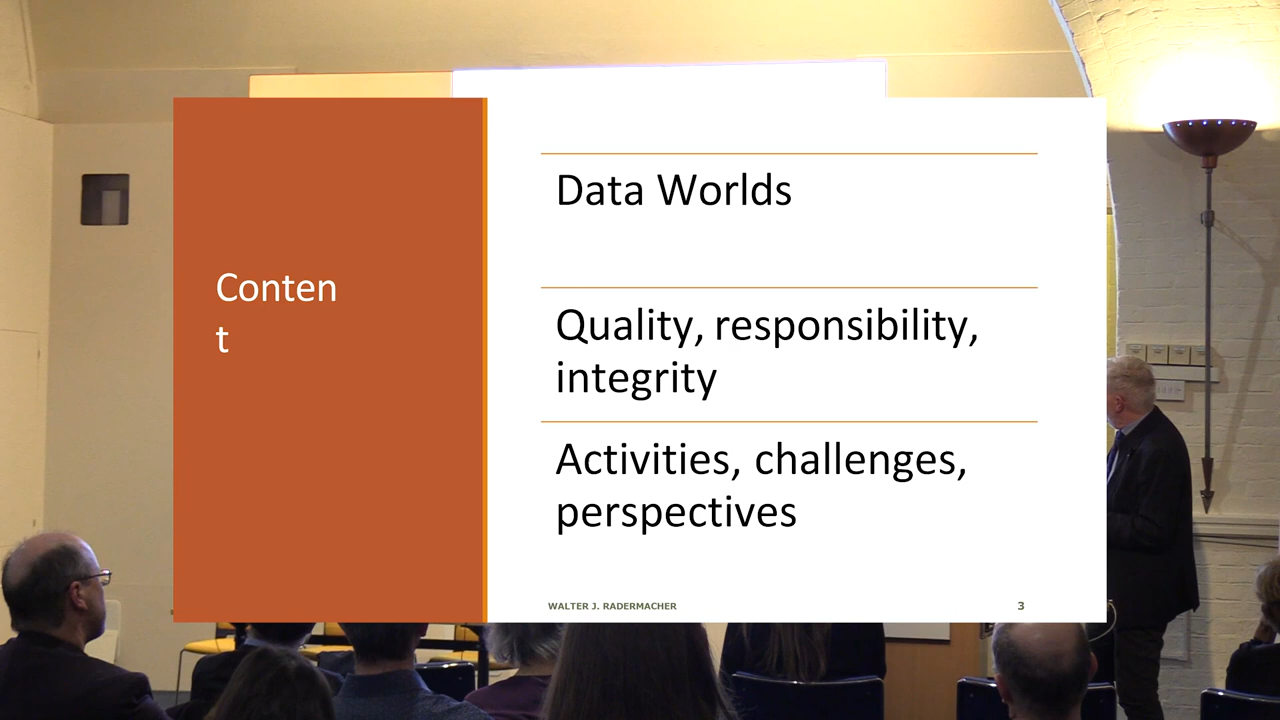 Conten
t
Data Worlds
Quality, responsibility,
integrity
Activities, challenges,
perspectives
WALTER J. RADERMACHER
3